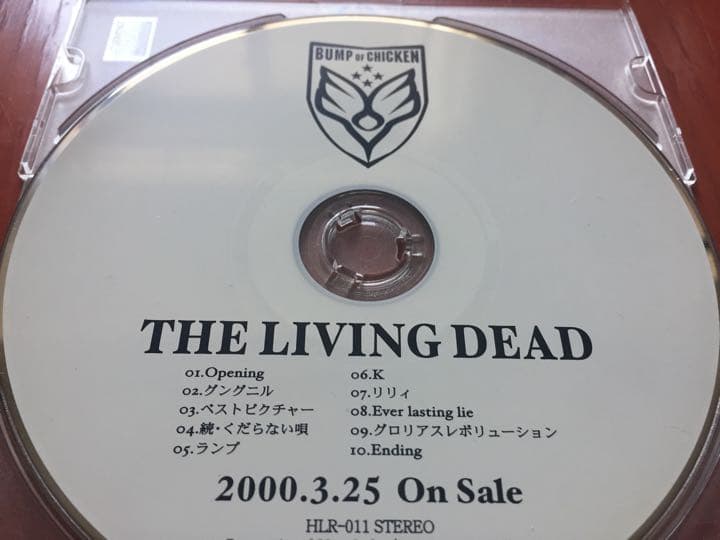 BUMP OF CHICKEN
THE LIVING DEAD
01.Opening
02.グングニル
03.ベストピクチャー
04.続・くだらない唄
05.ランプ
06.K
07.リリィ
08.Ever lasting lie
09.グロリアスレボリューション
10.Ending
2000.3.25 On Sale
HLR-011 STEREO